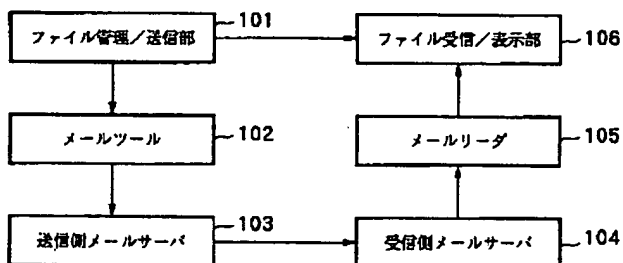 ファイル管理/送信部
101
ファイル受信/表示部
106
メールツール
102
メールリーダ
105
送信側メールサーバ
103
受信側メールサーバ
104